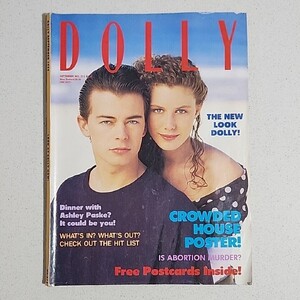 DOLLY
THE NEW
LOOK
DOLLY!
Dinner with
Ashley Paske?
It could be you!
WHAT'S IN? WHAT'S OUT?
CHECK OUT THE HIT LIST
CROWDED
HOUSE
POSTER!
IS ABORTION MURDER?
Free Postcards Inside!